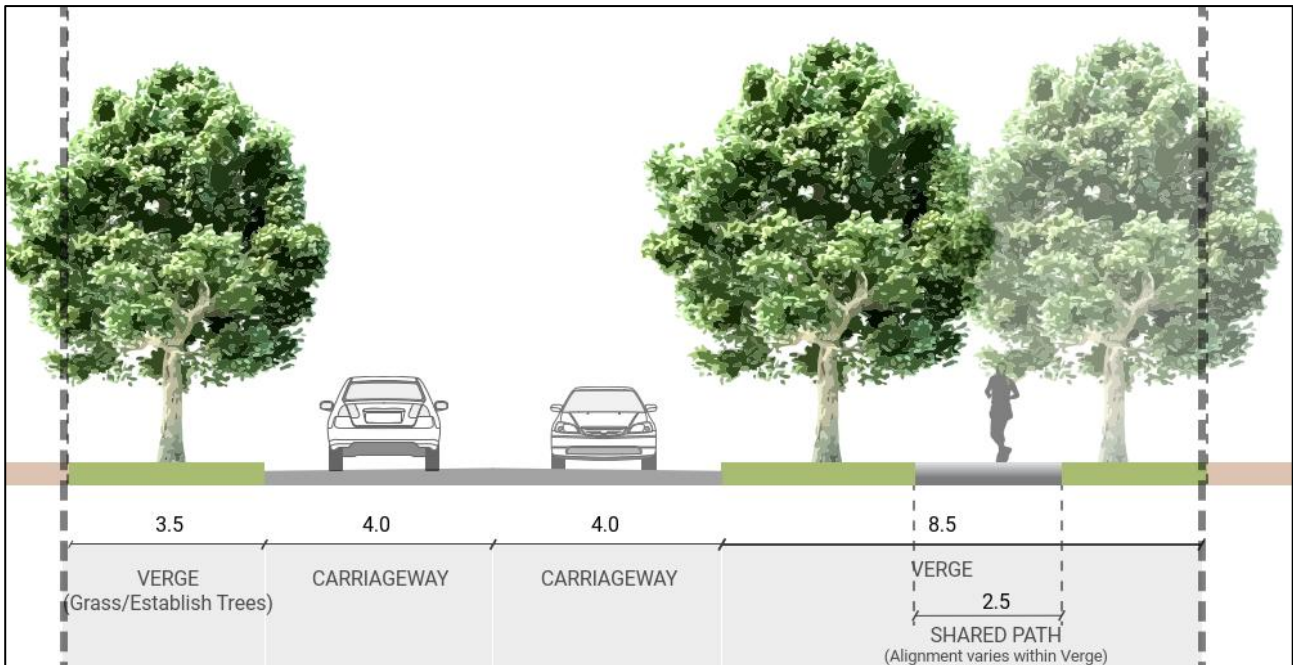 3.5
4.0
4.0
8.5
VERGE
(Grass/Establish Trees)
CARRIAGEWAY
CARRIAGEWAY
VERGE
2.5
SHARED PATH
(Alignment varies within Verge)